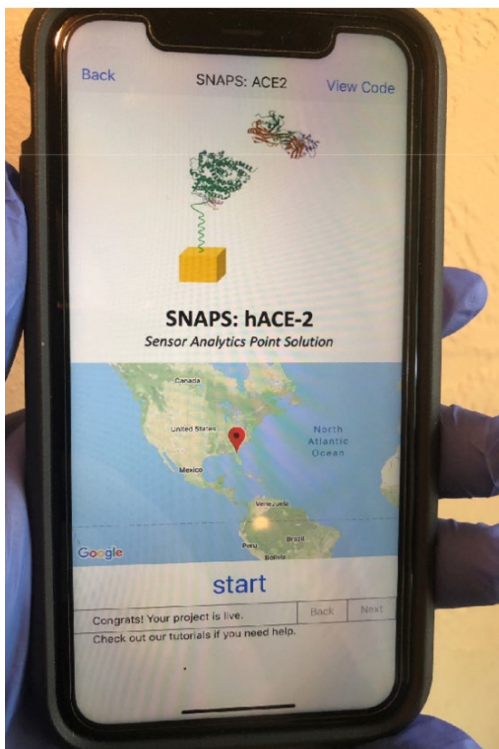 Back
SNAPS: ACE2
View Code
SNAPS: hACE-2
Sensor Analytics Point Solution
Canada
United States
North
Atlantic
Ocean
Mexico
Venezuela
Peru
Brazil
Bolivia
Google
start
Congrats! Your project is live.
Back
Next
Check out our tutorials if you need help.